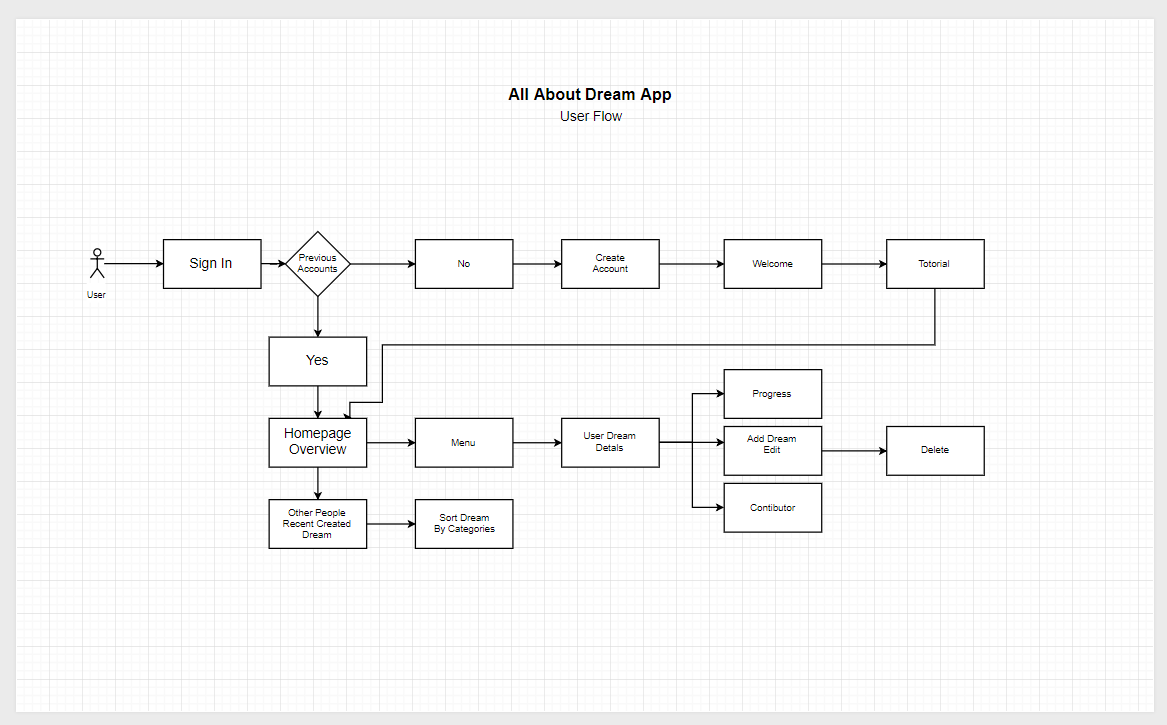 All About Dream App
User Flow
User
Sign In
Previous
Accounts
No
Create
Account
Welcome
Totorial
Yes
Homepage
Overview
Menu
User Dream
Detals
Progress
Add Dream
Edit
Delete
Contibutor
Other People
Recent Created
Dream
Sort Dream
By Categories